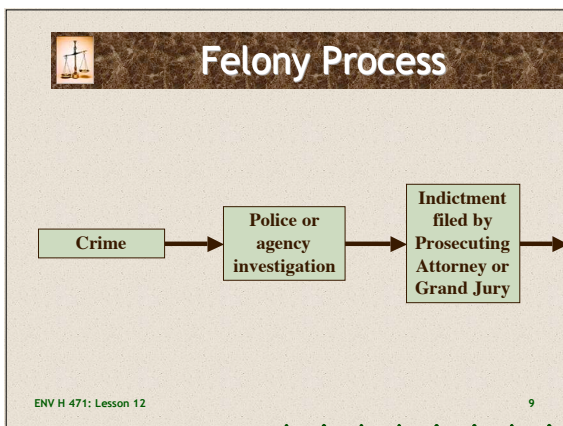 Felony Process
Crime
Police or
agency
investigation
Indictment
filed by
Prosecuting
Attorney or
Grand Jury
ENV H 471: Lesson 12
9